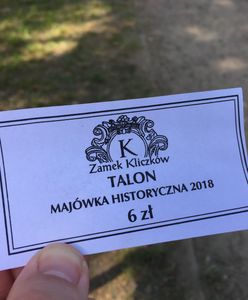 K
Zamek Kliczków
TALON
MAJÓWKA HISTORYCZNA 2018
6 zł